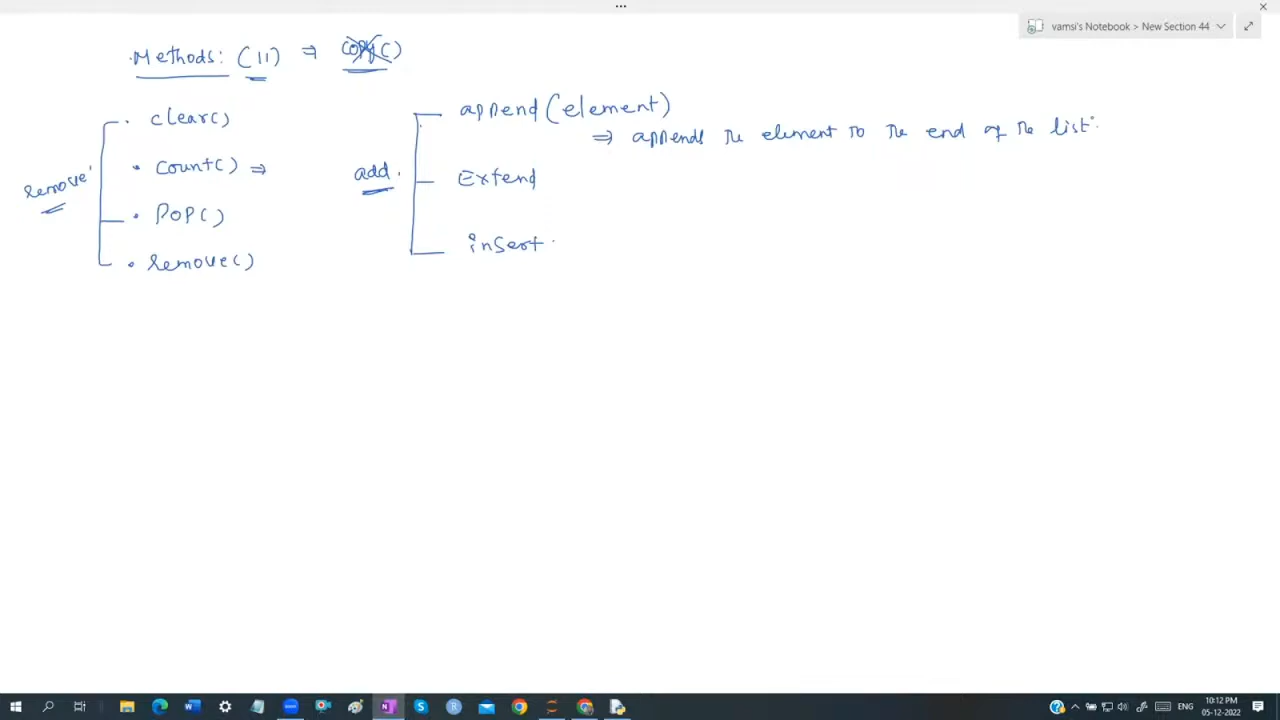 vamsi's Notebook > New Section 44
Methods: (11) ⇒ copy()
remove
• clear()
• count() ⇒
• pop()
• remove()
add
append(element)
⇒ appends the element to the end of the list.
Extend
insert
ENG
10:12 PM
05-12-2022